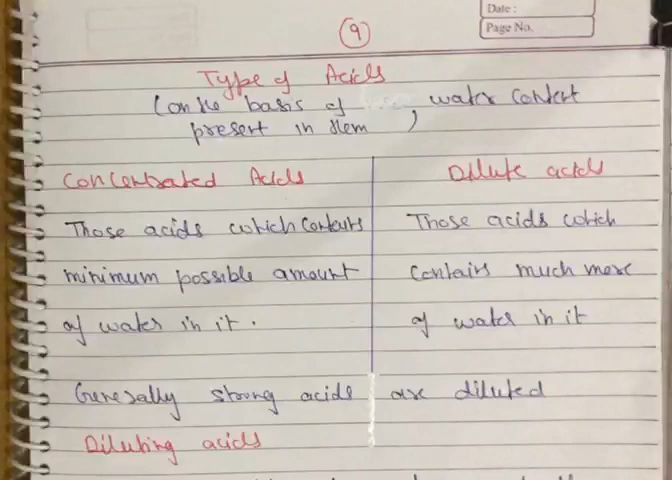 Date :
Page No.
9
Type of Acids
(on the basis of , water content
present in them )
Concentrated Acids
Dilute acids
Those acids which contains
minimum possible amount
of water in it .
Those acids which
contains much more
of water in it
Generally strong acids are diluted
Diluting acids